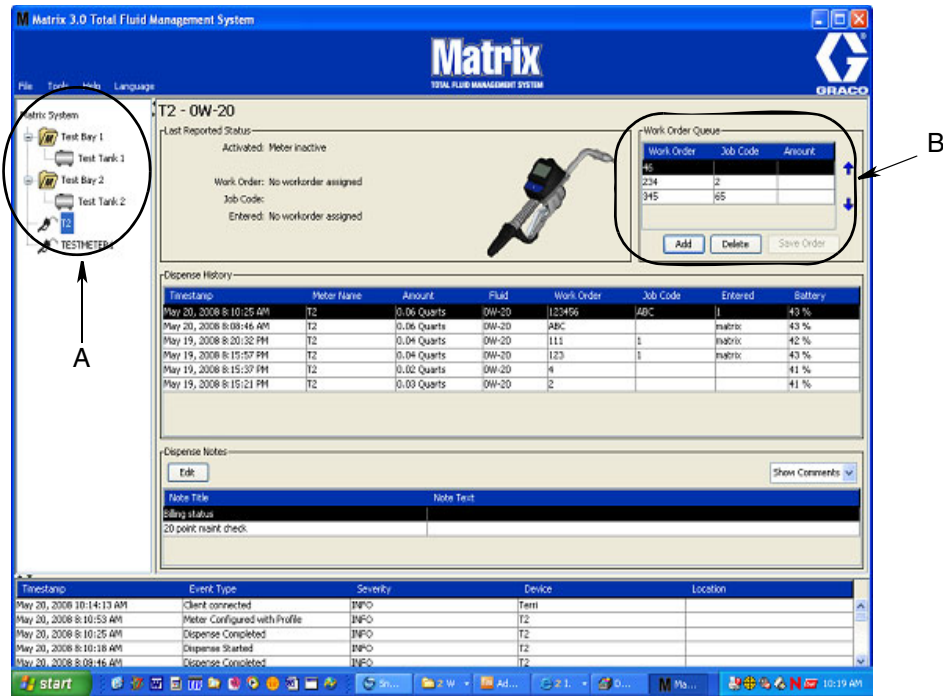 Matrix 3.0 Total Fluid Management System
Matrix
TOTAL FLUID MANAGEMENT SYSTEM
GRACO
File Tools Help Language
Matrix System
Test Bay 1
Test Tank 1
Test Bay 2
Test Tank 2
T2
A
T2 - 0W-20
Last Reported Status
Activated: Meter inactive
Work Order: No workorder assigned
Job Code:
Entered: No workorder assigned
Work Order Queue
Work Order Job Code Amount
46
234 2
345 65
Add Delete Save Order
B
Dispense History
Timestamp Meter Name Amount Fluid Work Order Job Code Entered Battery
May 20, 2008 8:10:25 AM T2 0.06 Quarts 0W-20 123456 ABC 1 43 %
May 20, 2008 8:08:46 AM T2 0.06 Quarts 0W-20 ABC matrix 43 %
May 19, 2008 8:20:32 PM T2 0.04 Quarts 0W-20 111 1 matrix 42 %
May 19, 2008 8:15:57 PM T2 0.04 Quarts 0W-20 123 1 matrix 43 %
May 19, 2008 8:15:37 PM T2 0.02 Quarts 0W-20 4 41 %
May 19, 2008 8:15:21 PM T2 0.03 Quarts 0W-20 2 41 %
Dispense Notes
Edit Show Comments
Note Title Note Text
Billing status
20 point maint check
Timestamp Event Type Severity Device Location
May 20, 2008 10:14:13 AM Client connected INFO Terri
May 20, 2008 8:10:53 AM Meter Configured with Profile INFO T2
May 20, 2008 8:10:25 AM Dispense Completed INFO T2
May 20, 2008 8:10:18 AM Dispense Started INFO T2
May 20, 2008 8:08:46 AM Dispense Completed INFO T2
start Sn... 2 W Ad... 2 I. D... Ma... 10:19 AM